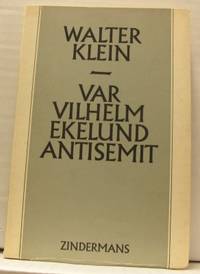 WALTER
KLEIN
—
VAR
VILHELM
EKELUND
ANTISEMIT
ZINDERMANS